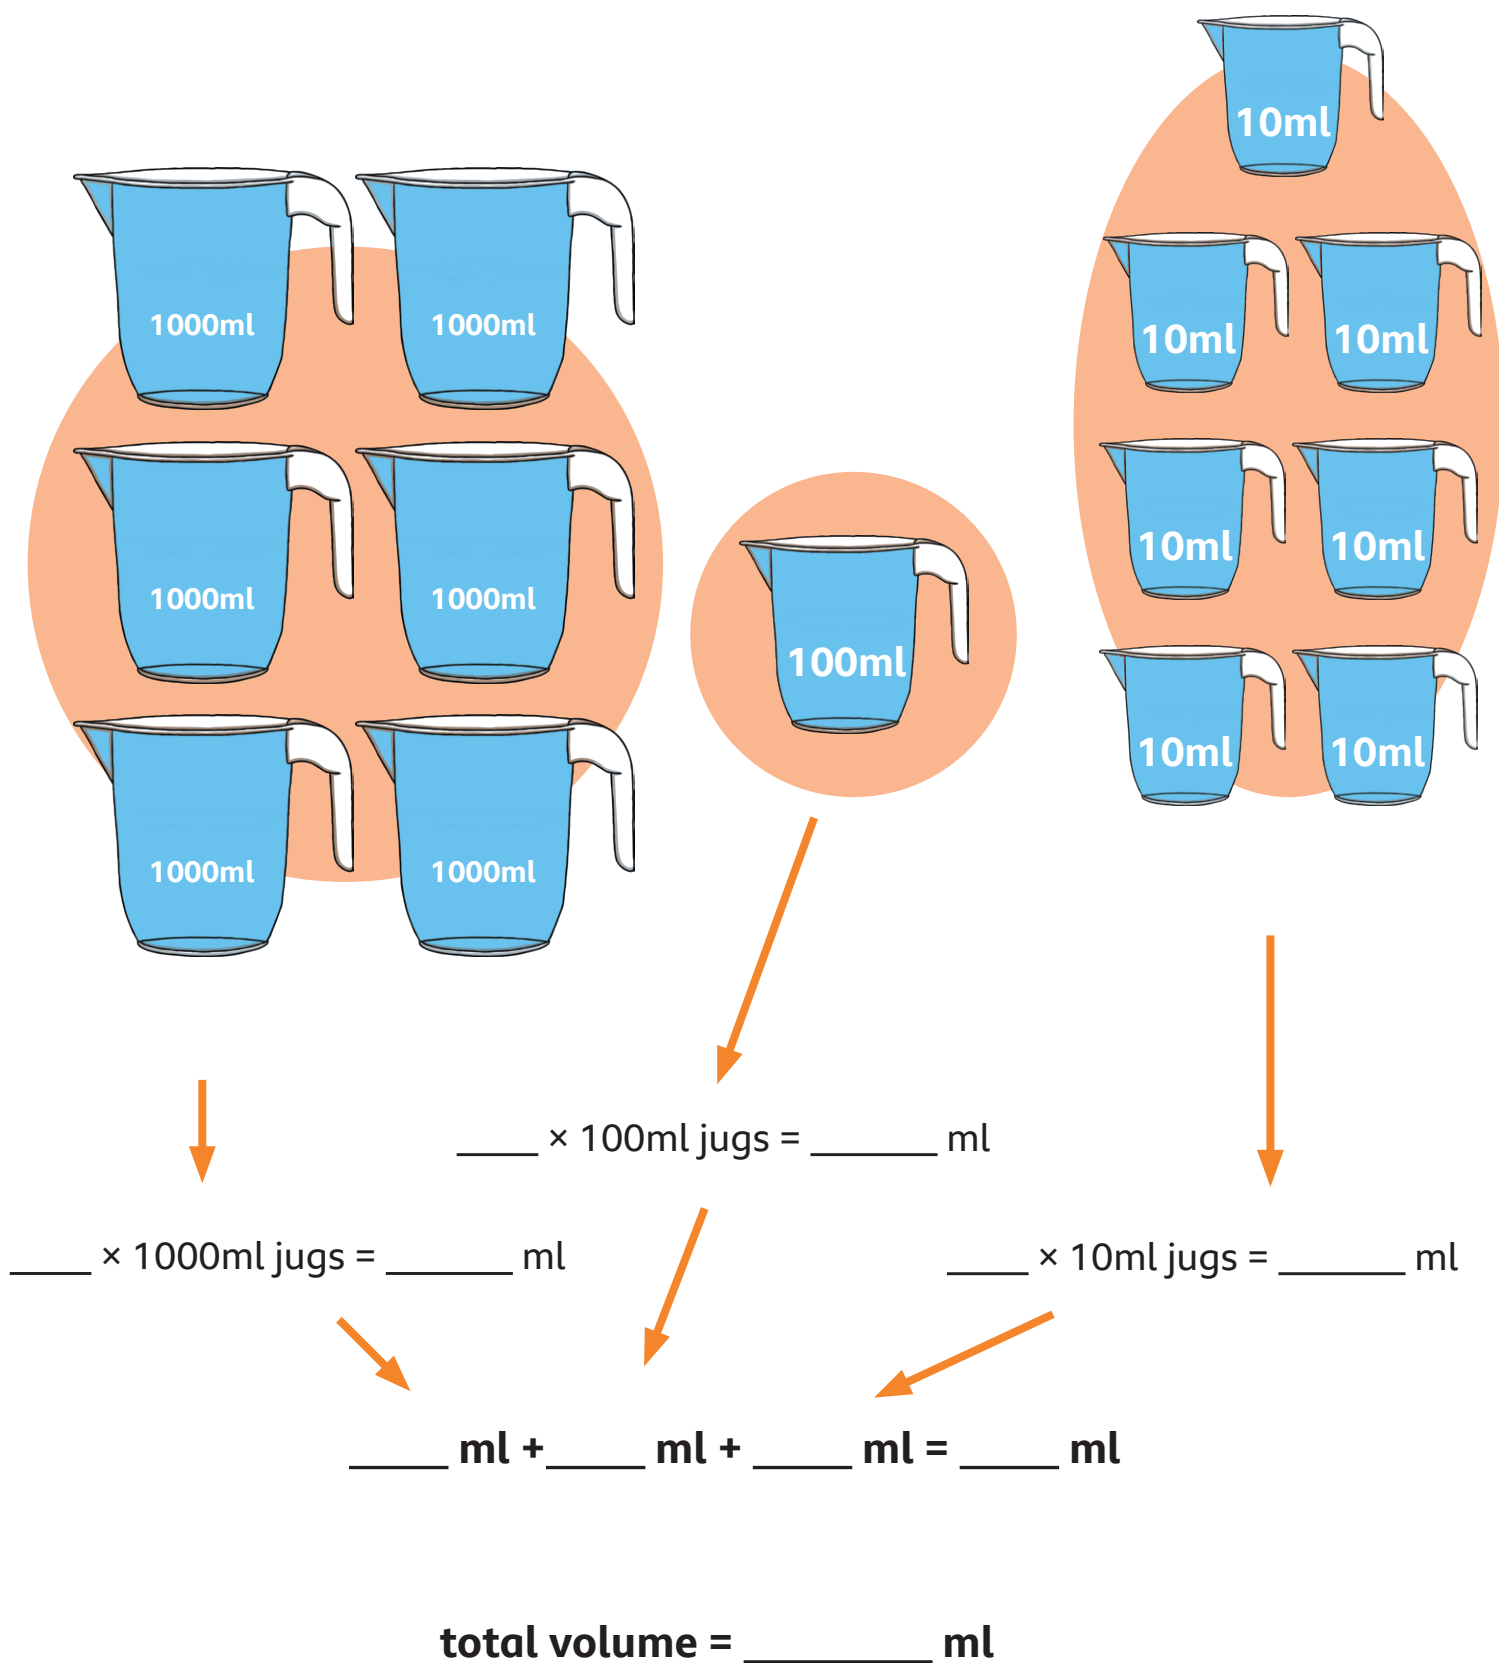 10ml
1000ml 1000ml
10ml 10ml
10ml 10ml
1000ml 1000ml
100ml
10ml 10ml
1000ml 1000ml
____ × 100ml jugs = ______ ml
____ × 1000ml jugs = ______ ml
____ × 10ml jugs = ______ ml
____ ml + ____ ml + ____ ml = ____ ml
total volume = ________ ml